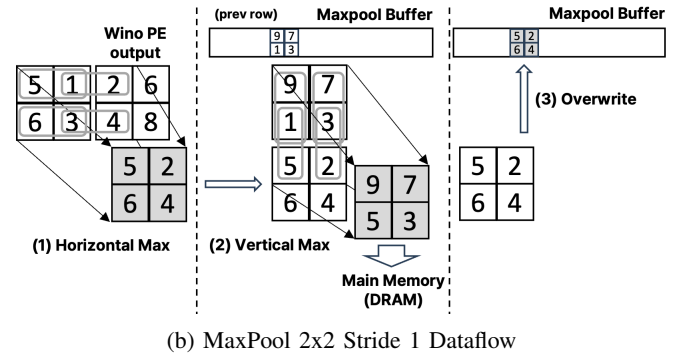 Wino PE
output
5 1 2 6
6 3 4 8
5 2
6 4
(1) Horizontal Max
(prev row)
Maxpool Buffer
9 7
1 3
9 7
1 3
5 2
6 4
9 7
5 3
(2) Vertical Max
Main Memory
(DRAM)
Maxpool Buffer
5 2
6 4
(3) Overwrite
5 2
6 4
(b) MaxPool 2x2 Stride 1 Dataflow